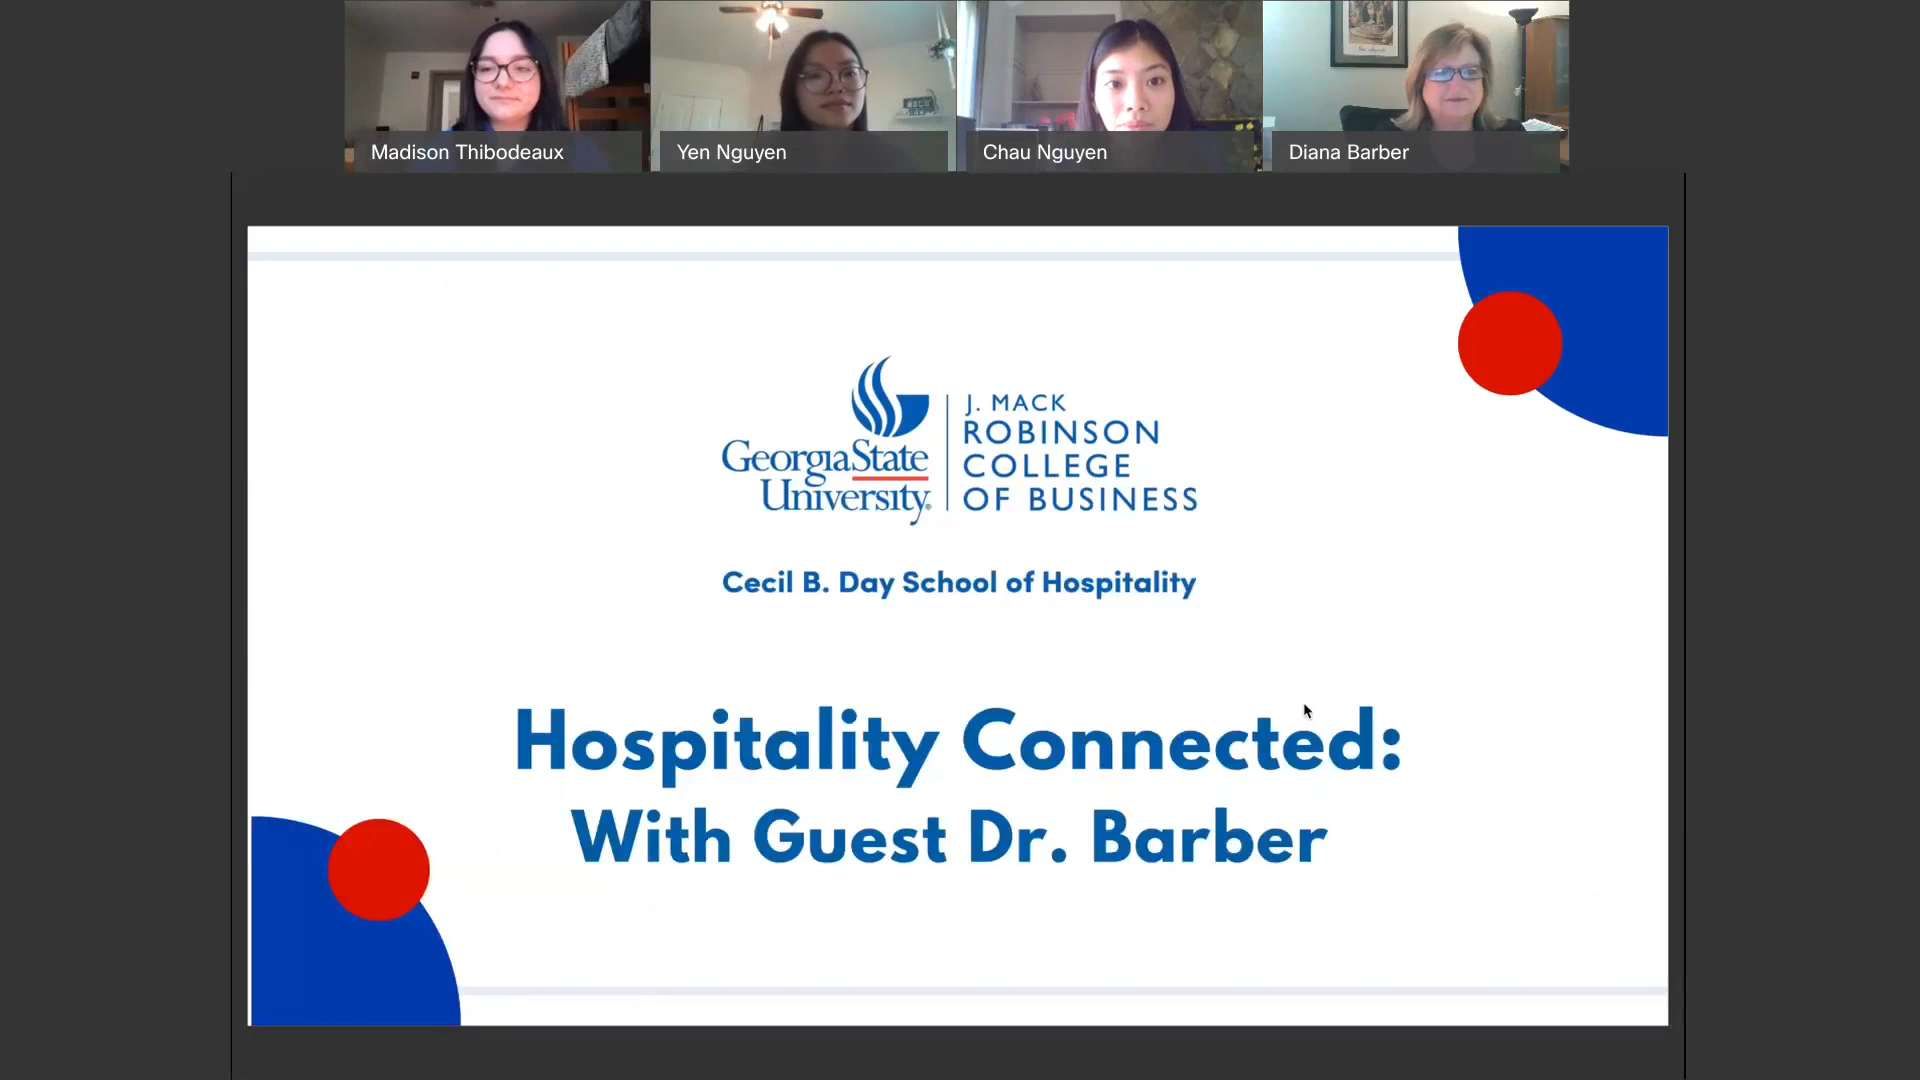 Madison Thibodeaux
Yen Nguyen
Chau Nguyen
Diana Barber
GeorgiaState
University®
J. MACK
ROBINSON
COLLEGE
OF BUSINESS
Cecil B. Day School of Hospitality
Hospitality Connected:
With Guest Dr. Barber